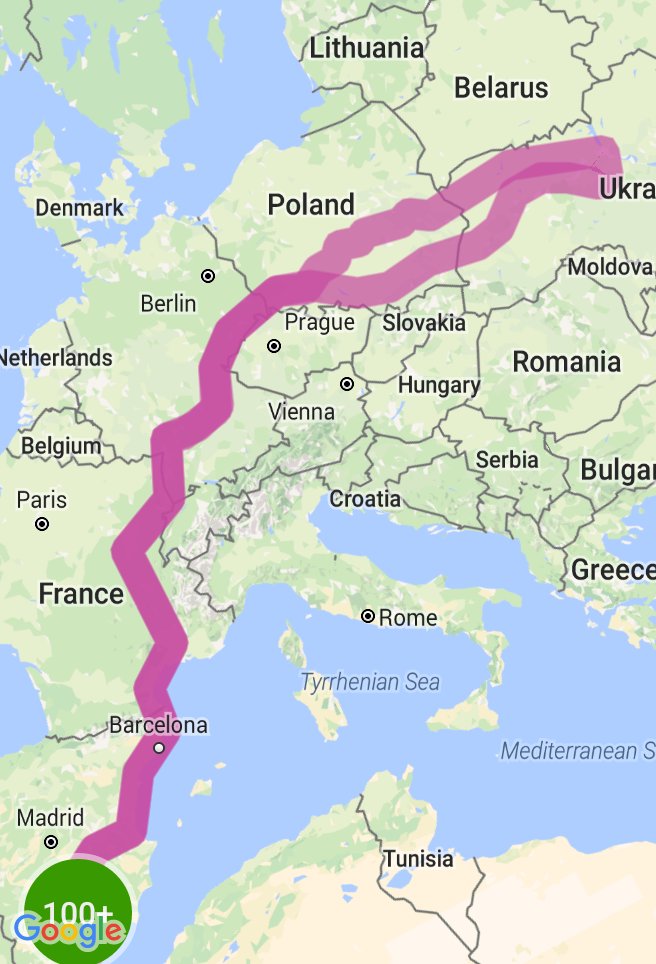 Lithuania
Belarus
Ukra
Denmark
Poland
Moldova
Berlin
Prague
Slovakia
Netherlands
Romania
Hungary
Vienna
Belgium
Serbia
Bulgar
Paris
Croatia
Greece
France
Rome
Tyrrhenian Sea
Barcelona
Mediterranean S
Madrid
Tunisia
100+
Google